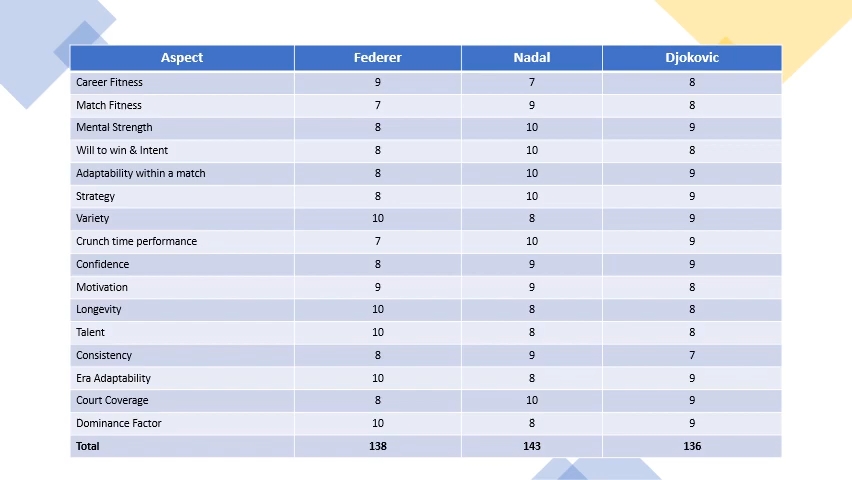 Aspect Federer Nadal Djokovic
Career Fitness 9 7 8
Match Fitness 7 9 8
Mental Strength 8 10 9
Will to win & Intent 8 10 8
Adaptability within a match 8 10 9
Strategy 8 10 9
Variety 10 8 9
Crunch time performance 7 10 9
Confidence 8 9 9
Motivation 9 9 8
Longevity 10 8 8
Talent 10 8 8
Consistency 8 9 7
Era Adaptability 10 8 9
Court Coverage 8 10 9
Dominance Factor 10 8 9
Total 138 143 136